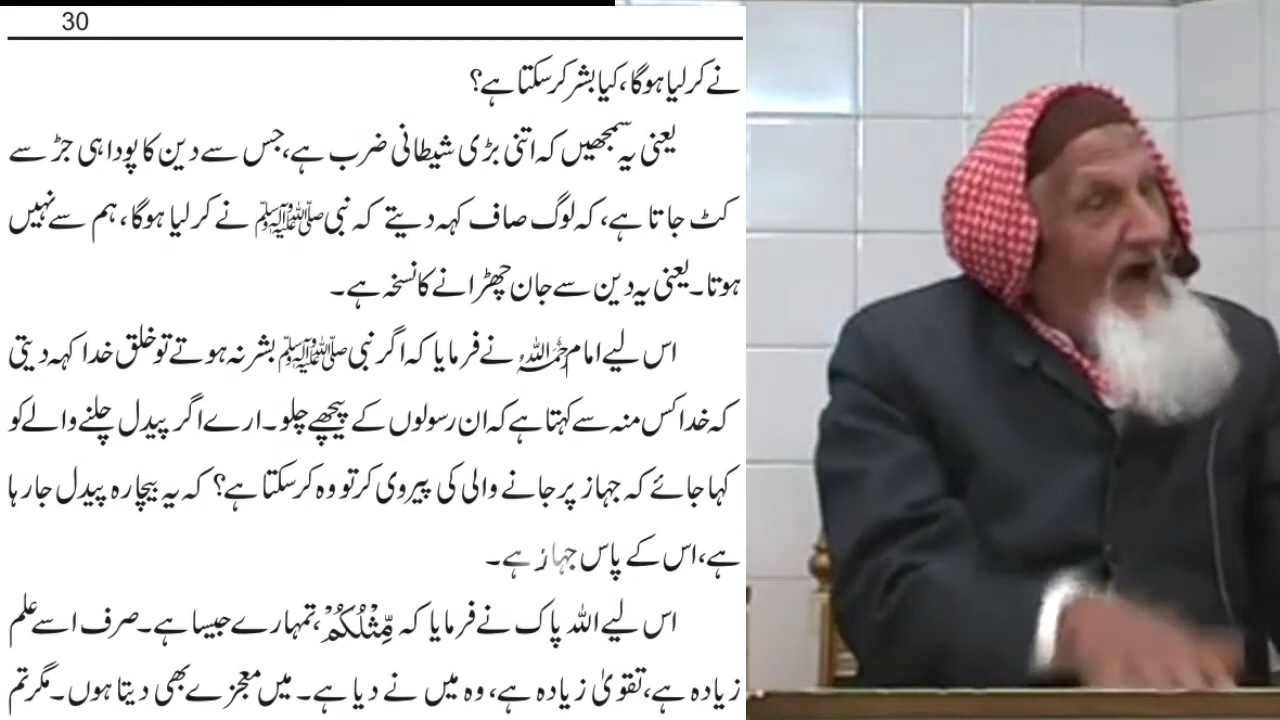 30
نے کر لیا ہوگا، کیا بشر کر سکتا ہے؟
یعنی یہ سمجھیں کہ اتنی بڑی شیطانی ضرب ہے، جس سے دین کا پودا ہی جڑ سے
کٹ جاتا ہے، کہ لوگ صاف کہہ دیتے کہ نبی ﷺ نے کر لیا ہوگا، ہم سے نہیں
ہوتا۔ یعنی یہ دین سے جان چھڑانے کا نسخہ ہے۔
اس لیے امام رحمہ اللہ نے فرمایا کہ اگر نبی ﷺ بشر نہ ہوتے تو خلق خدا کہہ دیتی
کہ خدا کس منہ سے کہتا ہے کہ ان رسولوں کے پیچھے چلو۔ ارے اگر پیدل چلنے والے کو
کہا جائے کہ جہاز پر جانے والی کی پیروی کر تو وہ کر سکتا ہے؟ کہ یہ بیچارہ پیدل جا رہا
ہے، اس کے پاس جہاز ہے۔
اس لیے اللہ پاک نے فرمایا کہ مِّثْلُكُمْ، تمہارے جیسا ہے۔ صرف اسے علم
زیادہ ہے، تقویٰ زیادہ ہے، وہ میں نے دیا ہے۔ میں معجزے بھی دیتا ہوں۔ مگر تم